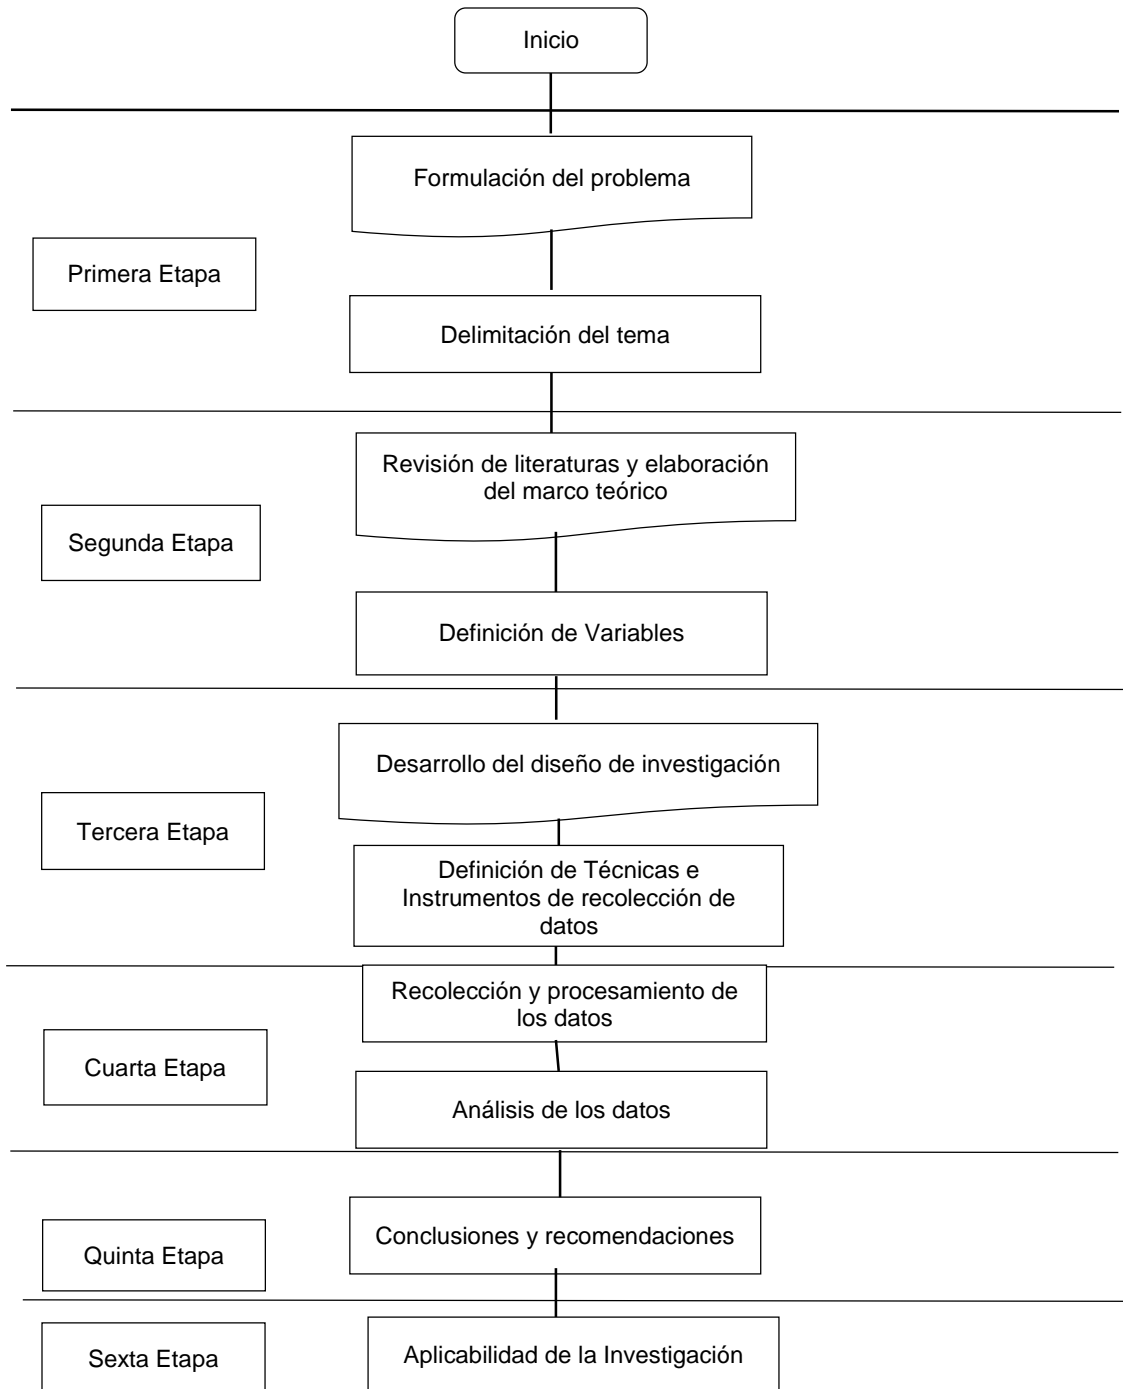 Inicio
Formulación del problema
Primera Etapa
Delimitación del tema
Revisión de literaturas y elaboración
del marco teórico
Segunda Etapa
Definición de Variables
Desarrollo del diseño de investigación
Tercera Etapa
Definición de Técnicas e
Instrumentos de recolección de
datos
Recolección y procesamiento de
los datos
Cuarta Etapa
Análisis de los datos
Conclusiones y recomendaciones
Quinta Etapa
Aplicabilidad de la Investigación
Sexta Etapa